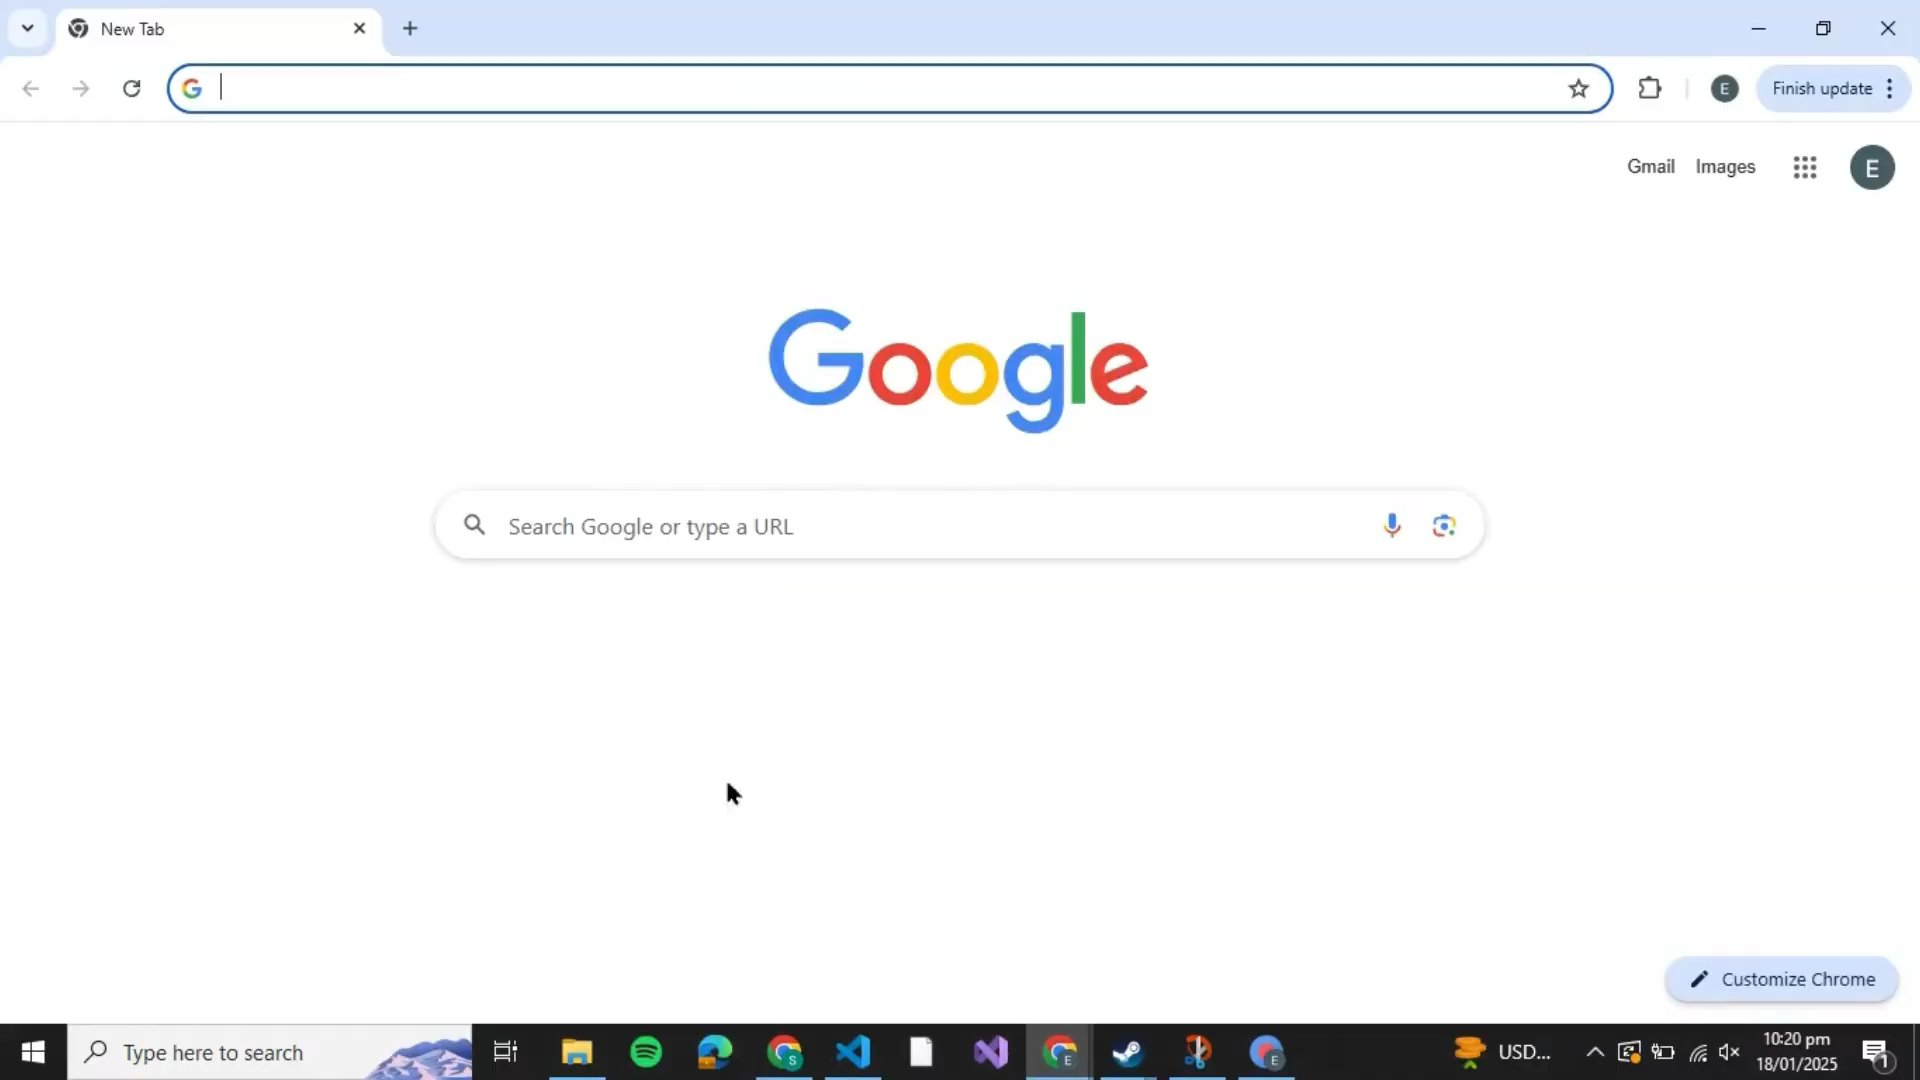 New Tab
Finish update
E
Gmail Images
E
Google
Search Google or type a URL
Customize Chrome
Type here to search
S
E
E
USD...
10:20 pm
18/01/2025
1